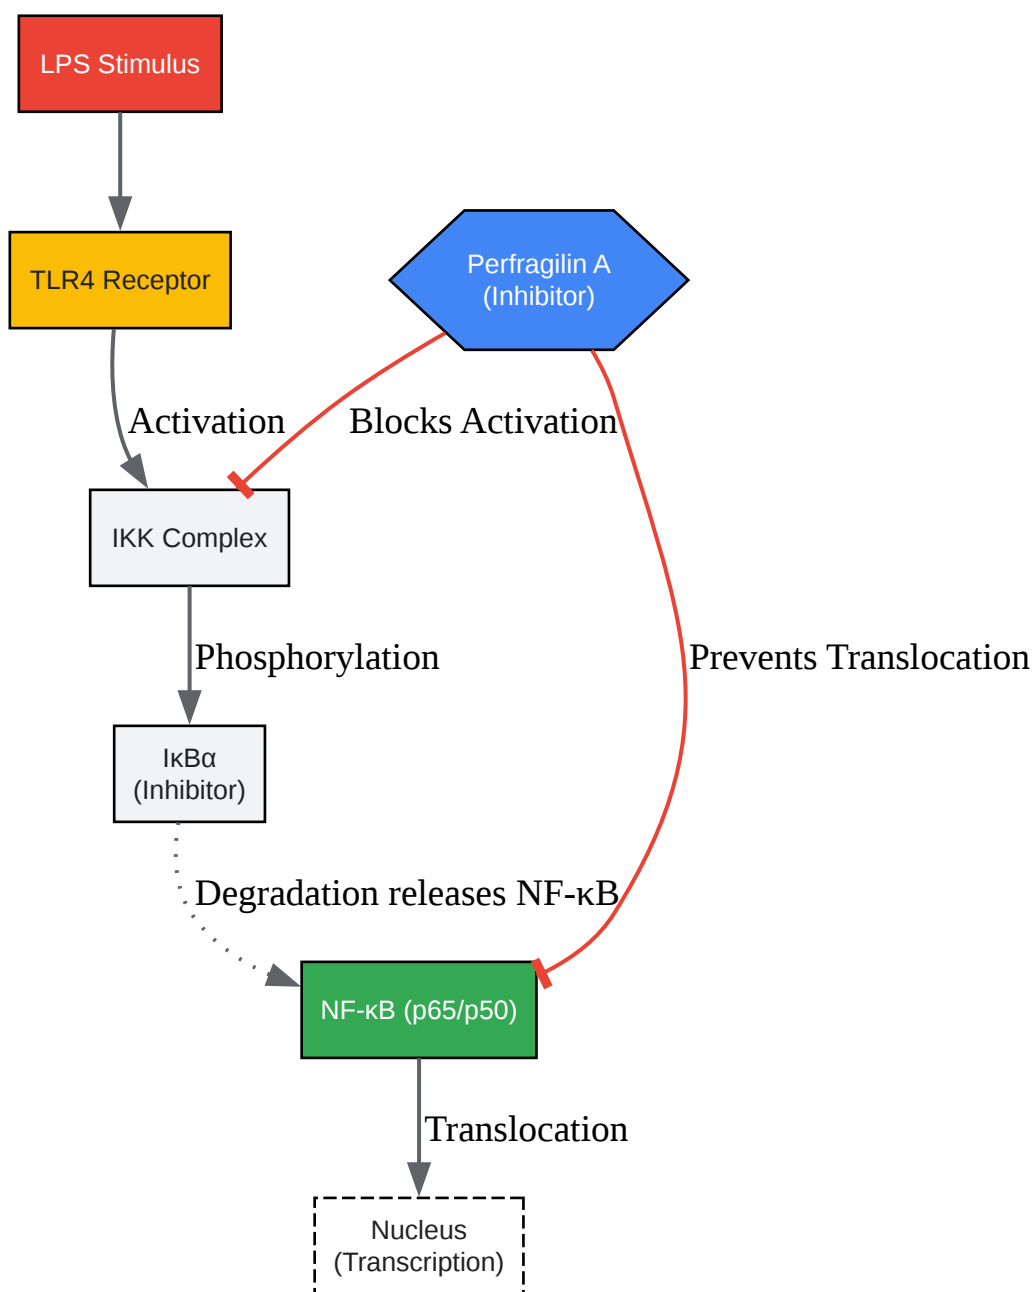 LPS Stimulus
TLR4 Receptor
Perfragilin A
(Inhibitor)
Activation
Blocks Activation
IKK Complex
Phosphorylation
Prevents Translocation
IκBα
(Inhibitor)
Degradation releases NF-κB
NF-κB (p65/p50)
Translocation
Nucleus
(Transcription)